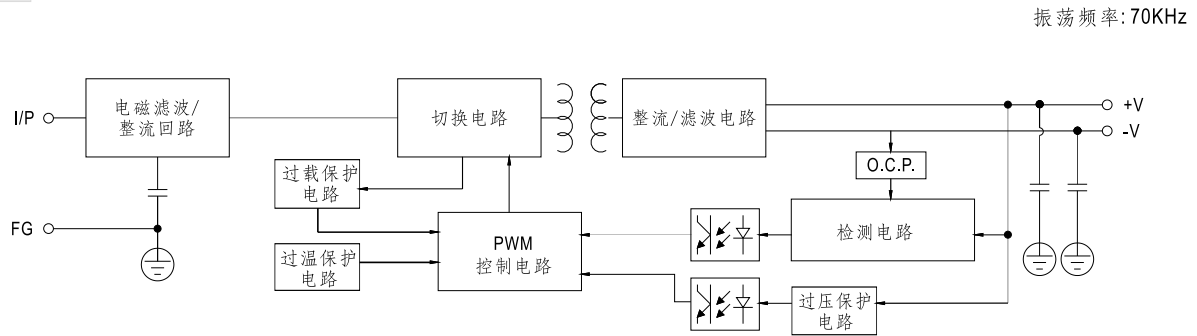 振荡频率: 70KHz
I/P
电磁滤波/
整流回路
切换电路
整流/滤波电路
+V
-V
O.C.P.
过载保护
电路
FG
PWM
控制电路
检测电路
过温保护
电路
过压保护
电路